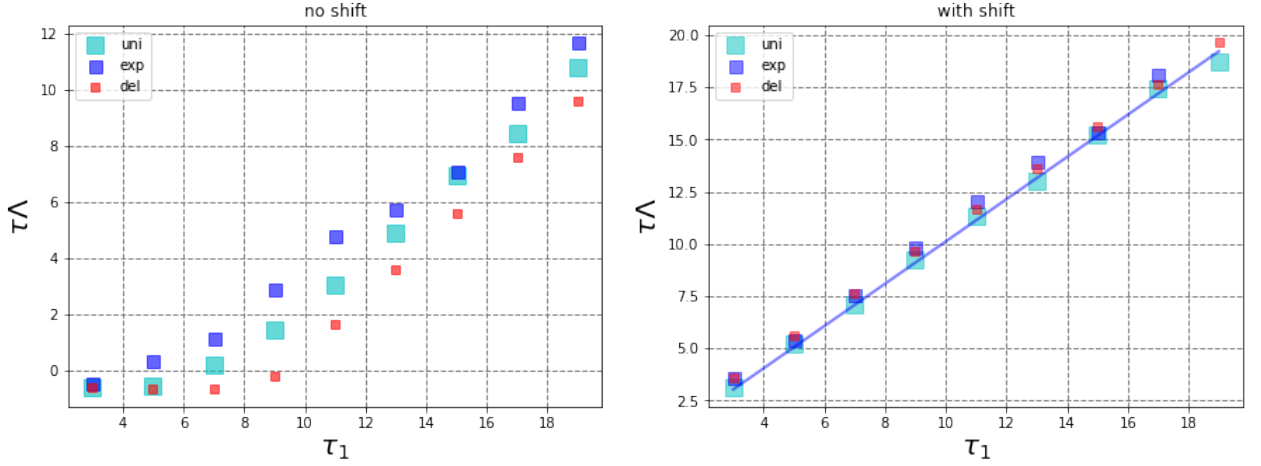 no shift
12
10
8
6
4
2
0
uni
exp
del
τΛ
4 6 8 10 12 14 16 18
τ₁
with shift
20.0
17.5
15.0
12.5
10.0
7.5
5.0
2.5
uni
exp
del
τΛ
4 6 8 10 12 14 16 18
τ₁